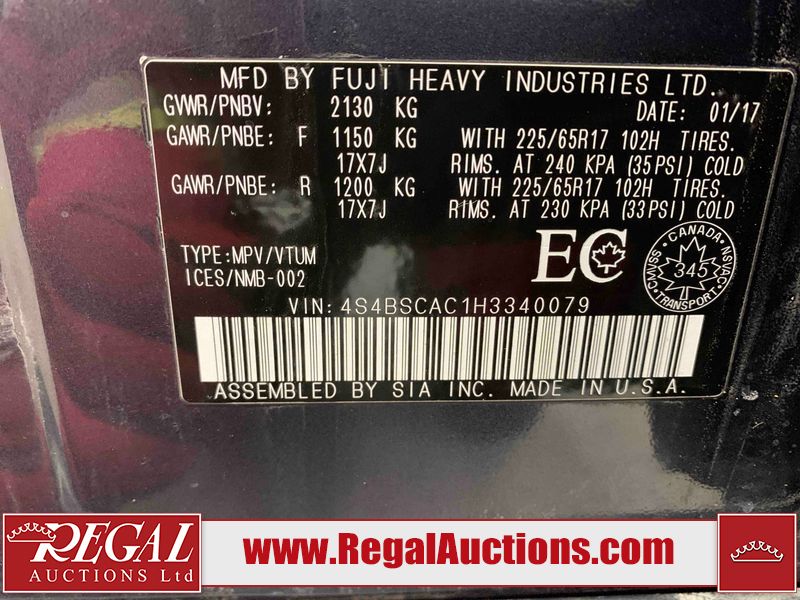 MFD BY FUJI HEAVY INDUSTRIES LTD.
GVWR/PNBV: 2130 KG DATE: 01/17
GAWR/PNBE: F 1150 KG WITH 225/65R17 102H TIRES.
17X7J RIMS. AT 240 KPA (35PSI) COLD
GAWR/PNBE: R 1200 KG WITH 225/65R17 102H TIRES.
17X7J RIMS. AT 230 KPA (33PSI) COLD
TYPE:MPV/VTUM
ICES/NMB-002
EC
CANADA
CMVSS NSVAC
345
TRANSPORT
VIN:4S4BSCAC1H3340079
ASSEMBLED BY SIA INC. MADE IN U.S.A.
REGAL
AUCTIONS Ltd
www.RegalAuctions.com